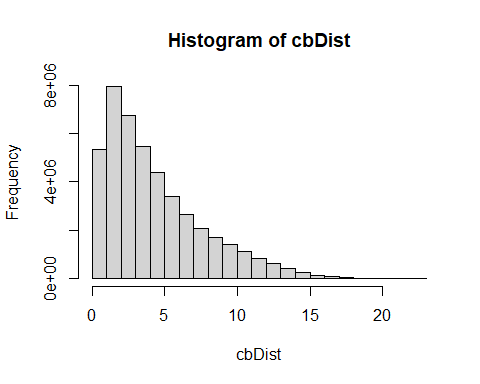 Histogram of cbDist
Frequency
8e+06
4e+06
0e+00
0 5 10 15 20
cbDist